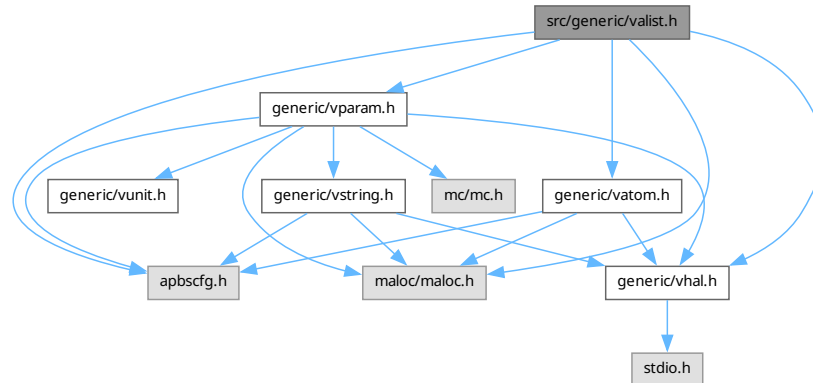 src/generic/valist.h
generic/vparam.h
generic/vunit.h
generic/vstring.h
mc/mc.h
generic/vatom.h
apbscfg.h
maloc/maloc.h
generic/vhal.h
stdio.h